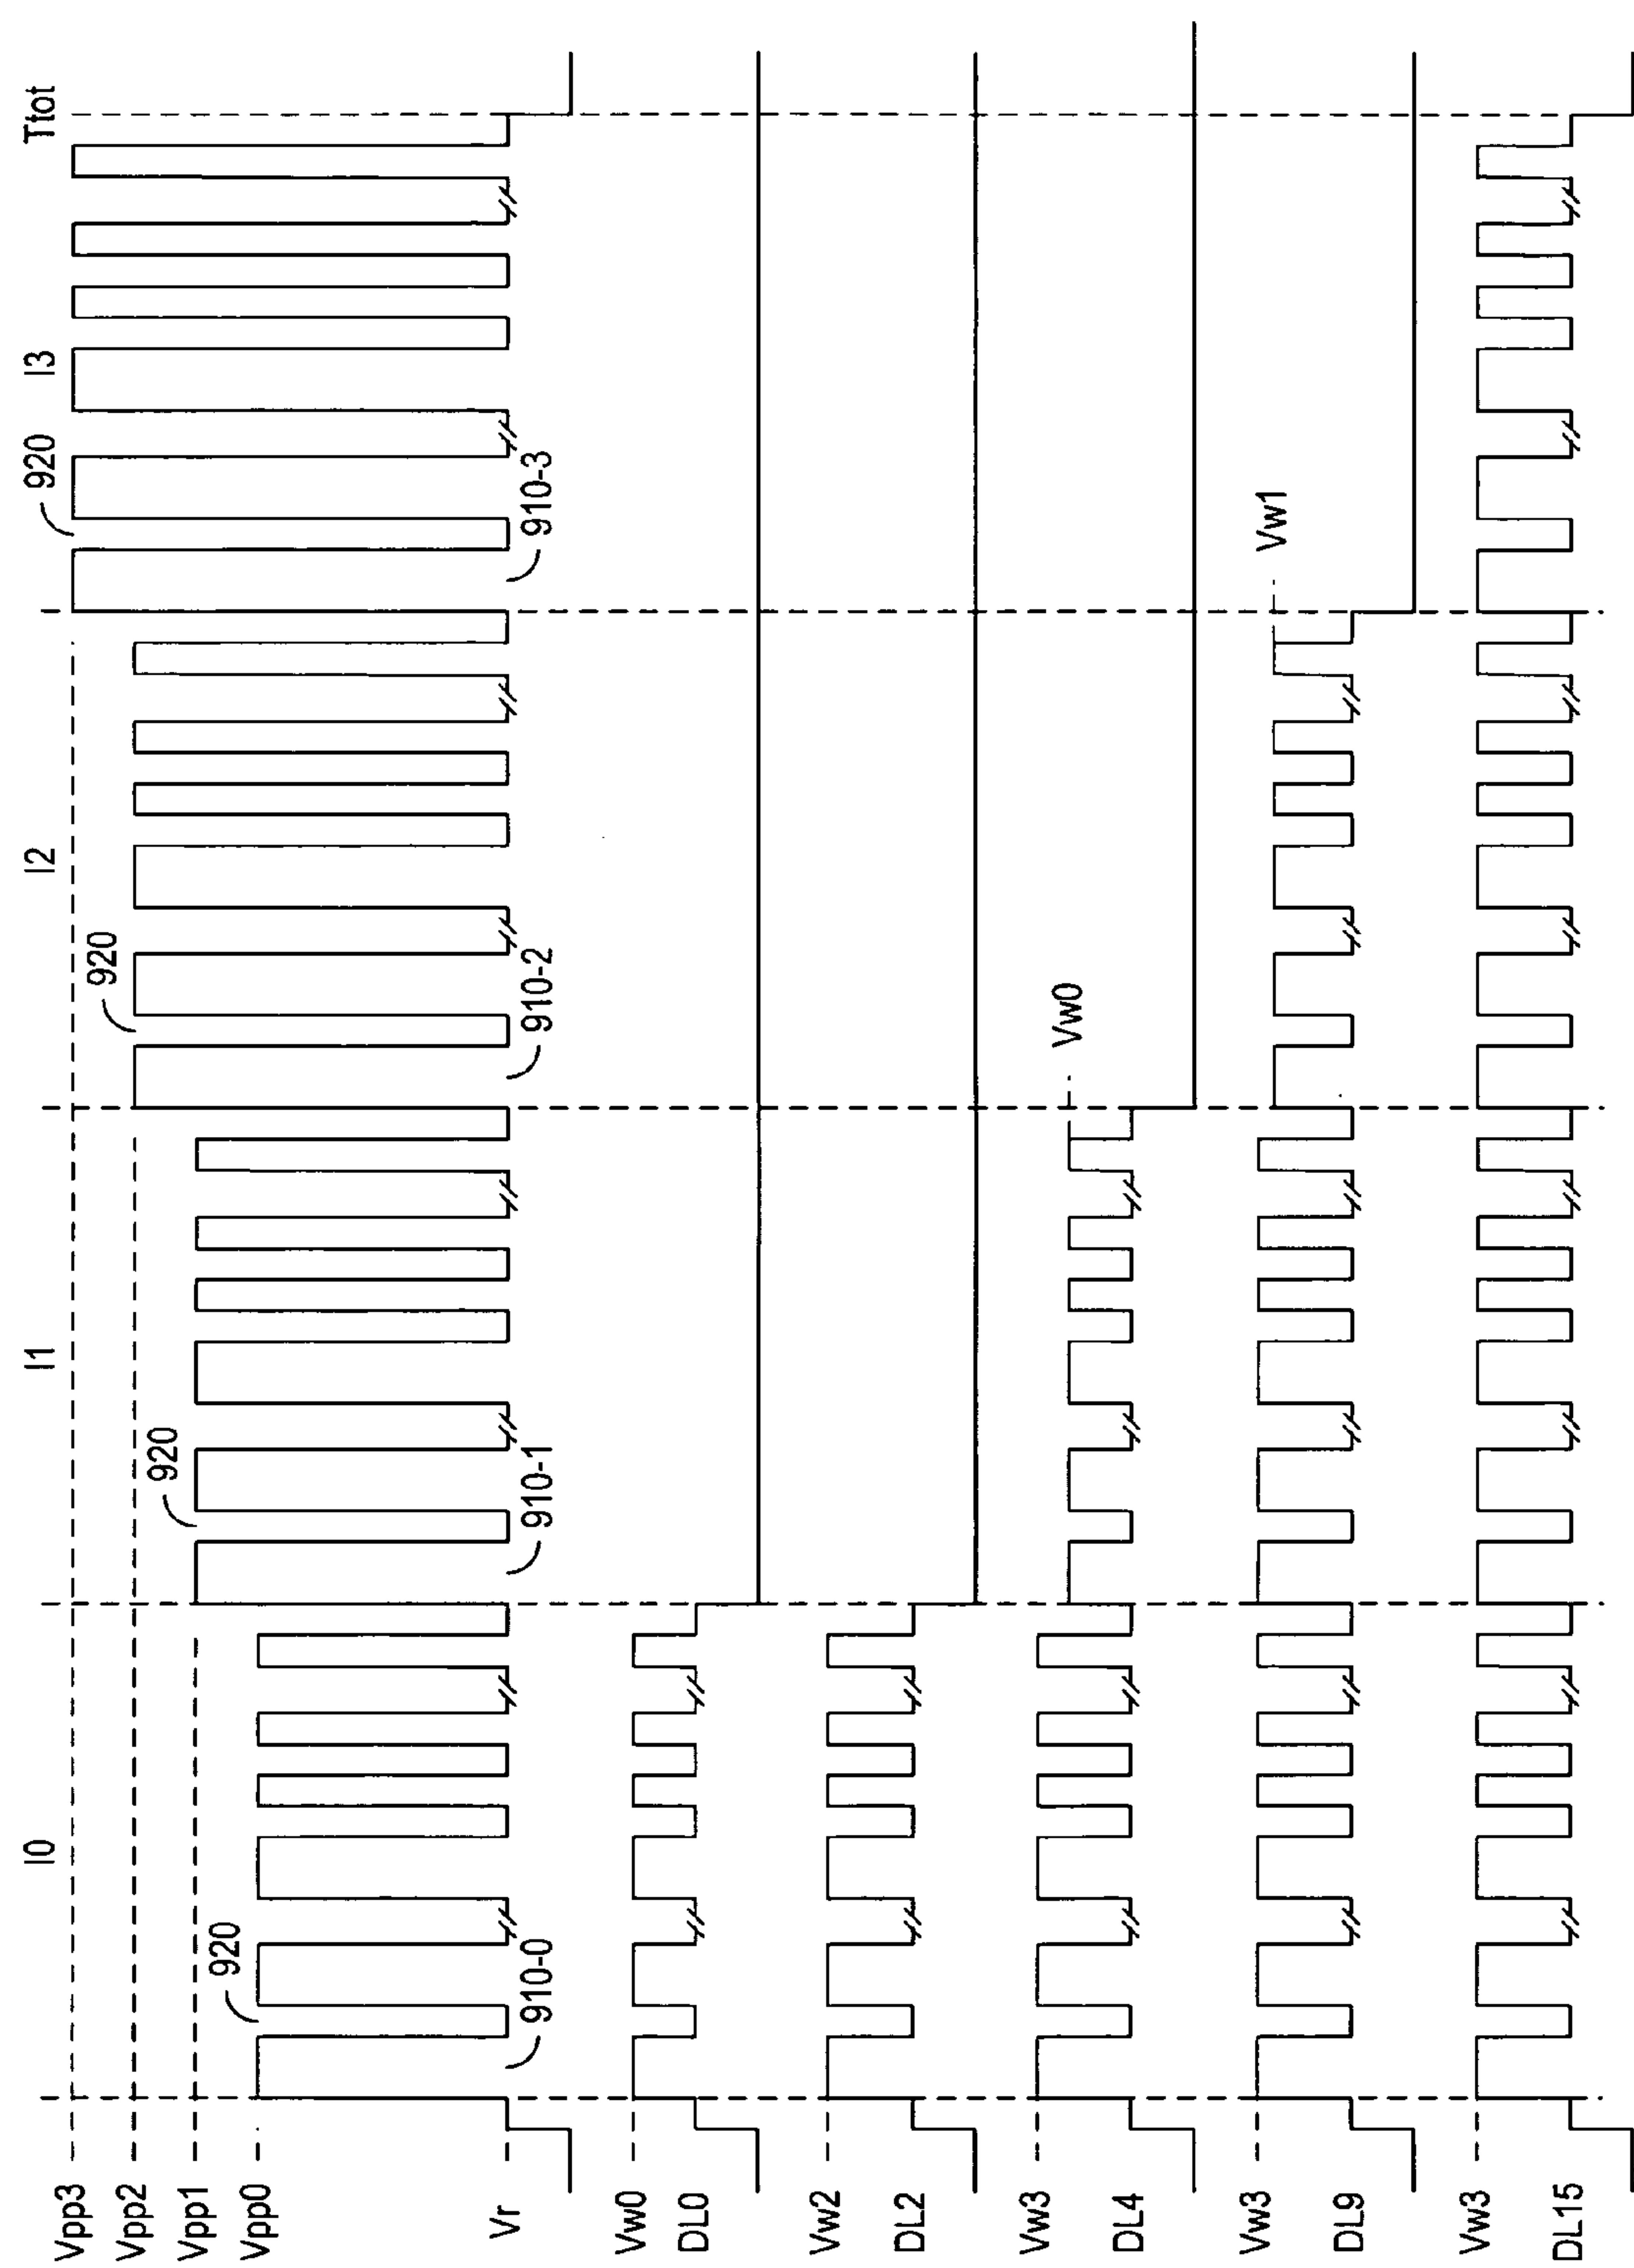 I0 I1 I2 I3 Ttot
Vpp3
Vpp2
Vpp1
Vpp0
920 920 920 920
Vr
910-0 910-1 910-2 910-3
Vw0
DL0
Vw2
DL2
Vw3 Vw0
DL4
Vw3 Vw1
DL9
Vw3
DL15